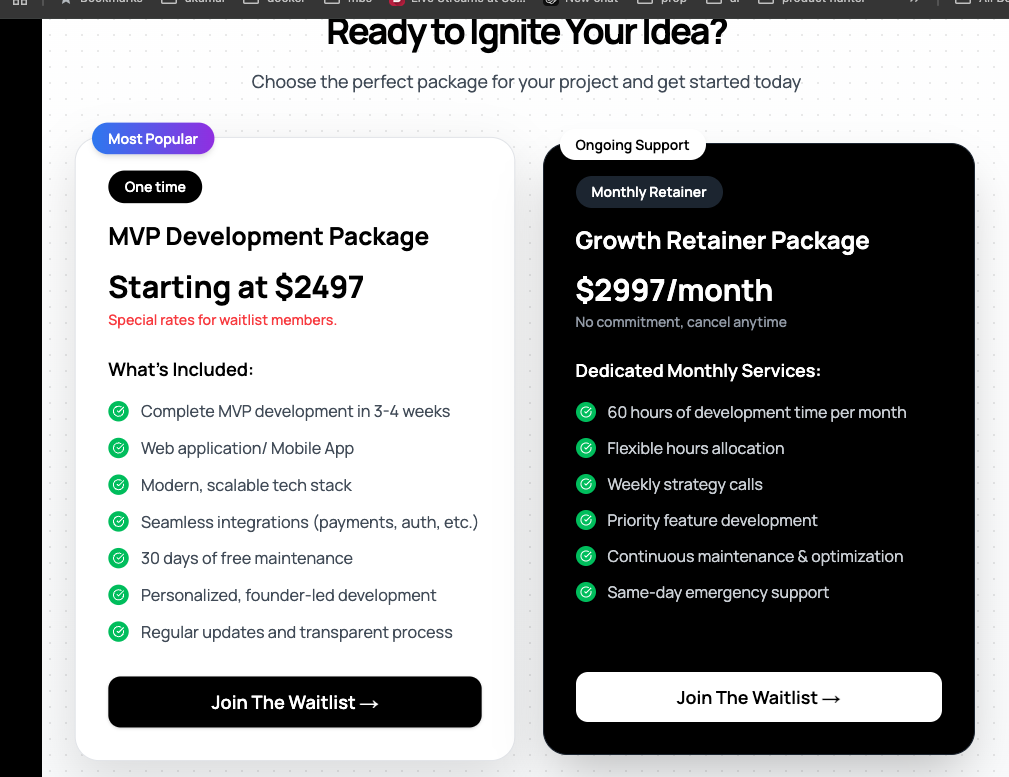 Ready to Ignite Your Idea?
Choose the perfect package for your project and get started today
Most Popular
One time
MVP Development Package
Starting at $2497
Special rates for waitlist members.
What's Included:
Complete MVP development in 3-4 weeks
Web application/ Mobile App
Modern, scalable tech stack
Seamless integrations (payments, auth, etc.)
30 days of free maintenance
Personalized, founder-led development
Regular updates and transparent process
Join The Waitlist →
Ongoing Support
Monthly Retainer
Growth Retainer Package
$2997/month
No commitment, cancel anytime
Dedicated Monthly Services:
60 hours of development time per month
Flexible hours allocation
Weekly strategy calls
Priority feature development
Continuous maintenance & optimization
Same-day emergency support
Join The Waitlist →